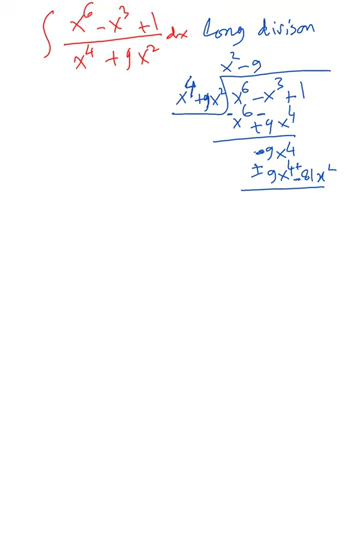 ∫ (x^6 - x^3 + 1)/(x^4 + 9x^2) dx Long divison
x^2 - 9
x^4 + 9x^2 ) x^6 - x^3 + 1
- x^6 + - 9x^4
- 9x^4
± 9x^4 +- 81x^2